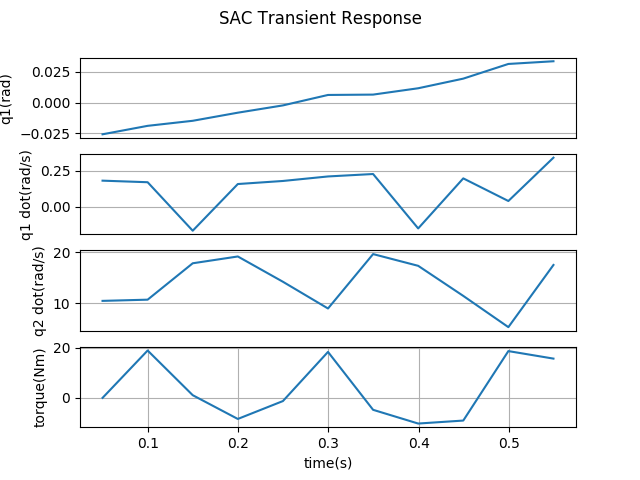 SAC Transient Response
q1(rad)
0.025
0.000
−0.025
q1 dot(rad/s)
0.25
0.00
q2 dot(rad/s)
20
10
torque(Nm)
20
0
0.1 0.2 0.3 0.4 0.5
time(s)